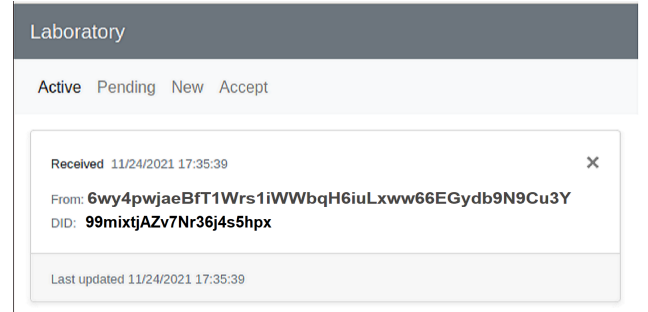 Laboratory
Active Pending New Accept
Received 11/24/2021 17:35:39 ×
From: 6wy4pwjaeBfT1Wrs1iWWbqH6iuLxww66EGydb9N9Cu3Y
DID: 99mixtjAZv7Nr36j4s5hpx
Last updated 11/24/2021 17:35:39